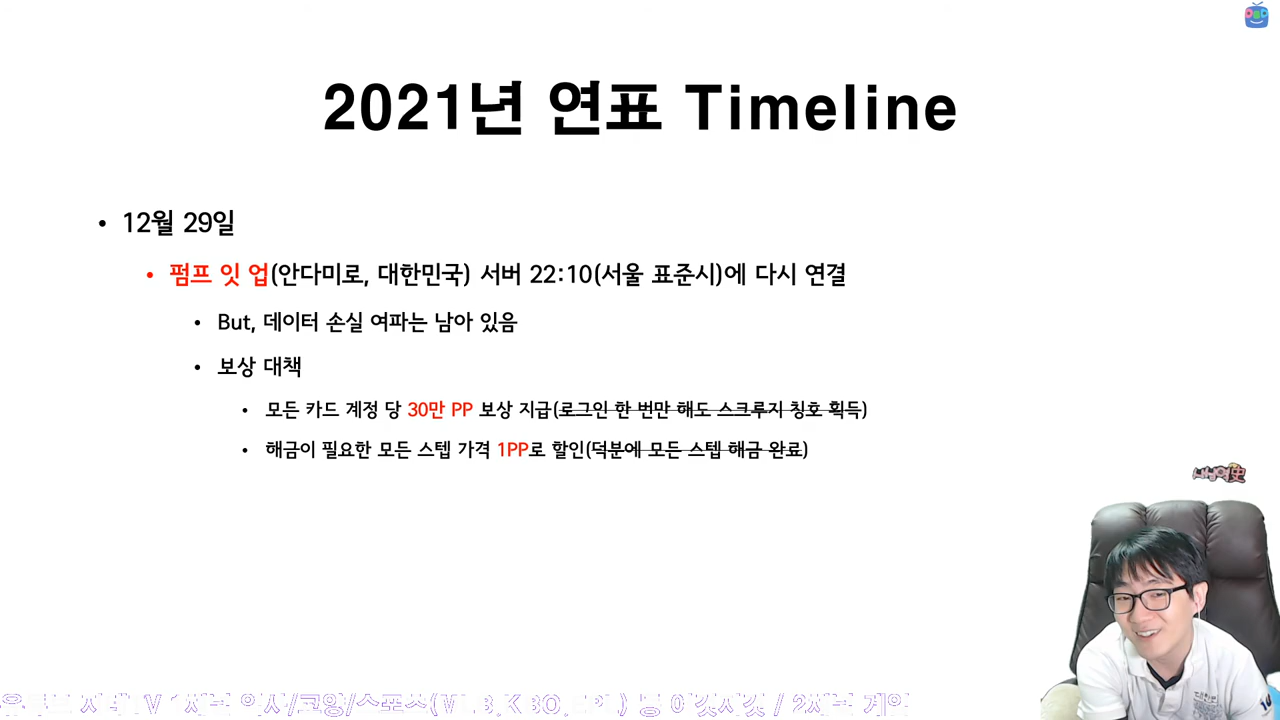 2021년 연표 Timeline
• 12월 29일
• 펌프 잇 업(안다미로, 대한민국) 서버 22:10(서울 표준시)에 다시 연결
• But, 데이터 손실 여파는 남아 있음
• 보상 대책
• 모든 카드 계정 당 30만 PP 보상 지급(로그인 한 번만 해도 스크루지 칭호 획득)
• 해금이 필요한 모든 스텝 가격 1PP로 할인(덕분에 모든 스텝 해금 완료)